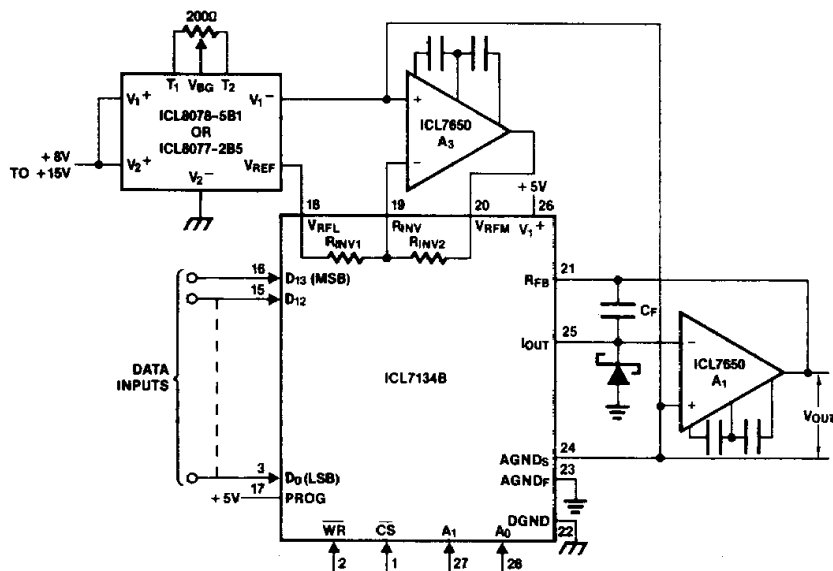 200Ω
T1 VBG T2
V1+
V1−
ICL8078-5B1
OR
ICL8077-2B5
+8V
TO +15V
V2+
VREF
V2−
+
ICL7650
A3
−
+5V
18
19
20
26
VRFL
RINV
VRFM
V1+
RINV1
RINV2
16
D13 (MSB)
15
D12
21
RFB
CF
25
IOUT
−
ICL7650
A1
+
DATA
INPUTS
ICL7134B
VOUT
24
AGNDS
23
AGNDF
3
D0 (LSB)
17
+5V
PROG
DGND
22
WR
CS
A1
A0
2
1
27
28